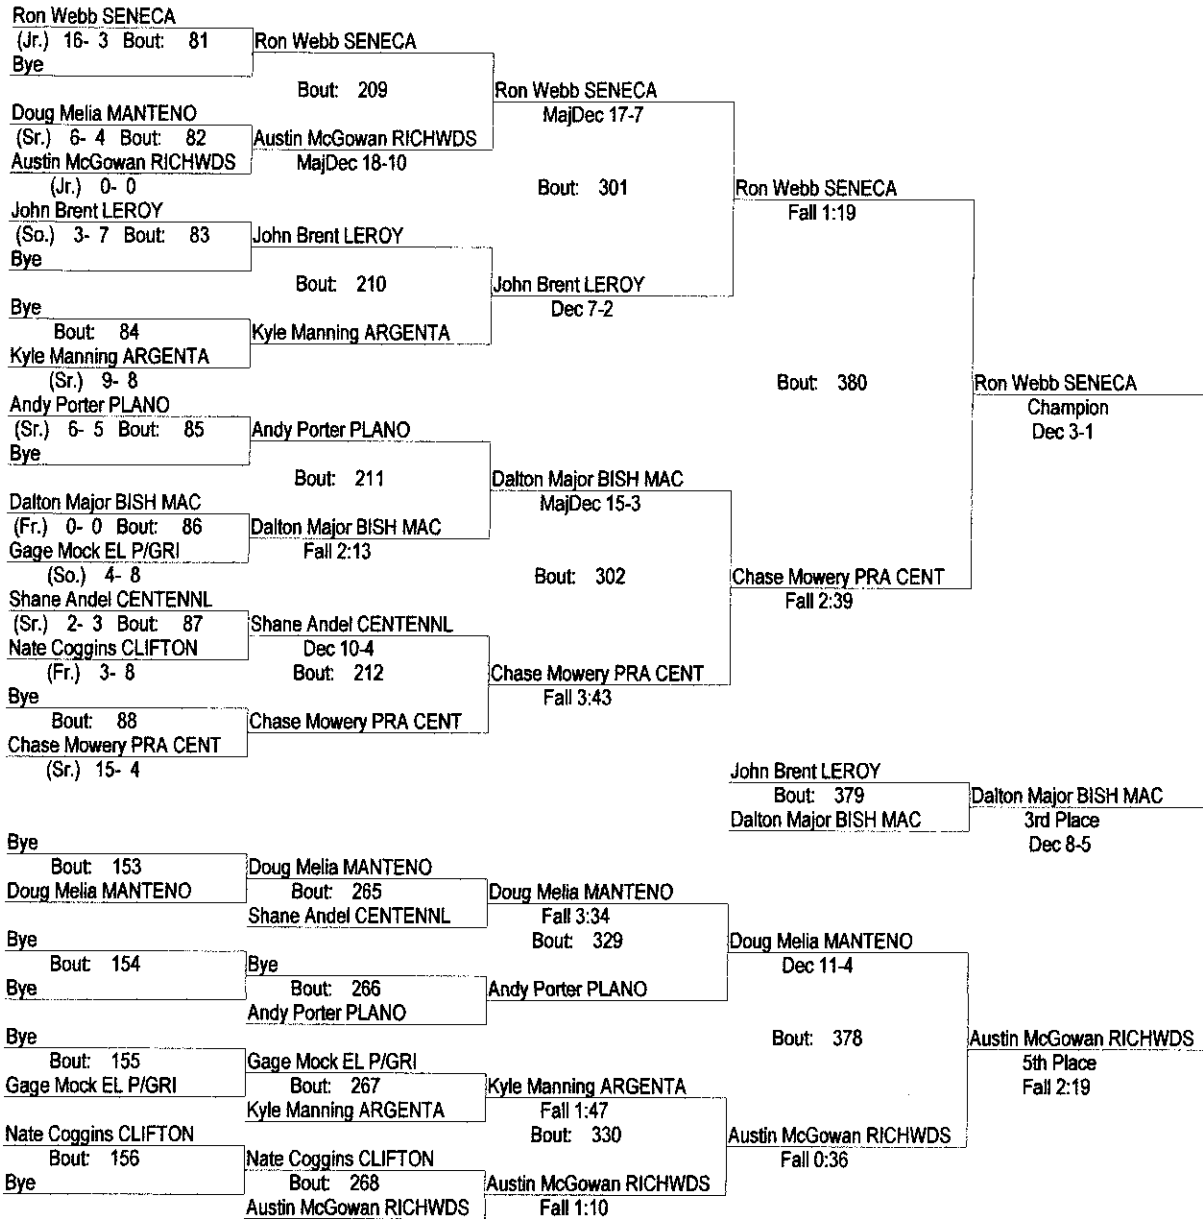 Ron Webb SENECA
(Jr.) 16- 3 Bout: 81
Bye
Ron Webb SENECA
Bout: 209
Doug Melia MANTENO
(Sr.) 6- 4 Bout: 82
Austin McGowan RICHWDS
(Jr.) 0- 0
Austin McGowan RICHWDS
MajDec 18-10
Ron Webb SENECA
MajDec 17-7
Bout: 301
John Brent LEROY
(So.) 3- 7 Bout: 83
Bye
John Brent LEROY
Bout: 210
Bye
Bout: 84
Kyle Manning ARGENTA
(Sr.) 9- 8
Kyle Manning ARGENTA
John Brent LEROY
Dec 7-2
Ron Webb SENECA
Fall 1:19
Bout: 380
Ron Webb SENECA
Champion
Dec 3-1
Andy Porter PLANO
(Sr.) 6- 5 Bout: 85
Bye
Andy Porter PLANO
Bout: 211
Dalton Major BISH MAC
(Fr.) 0- 0 Bout: 86
Gage Mock EL P/GRI
(So.) 4- 8
Dalton Major BISH MAC
Fall 2:13
Dalton Major BISH MAC
MajDec 15-3
Bout: 302
Shane Andel CENTENNL
(Sr.) 2- 3 Bout: 87
Nate Coggins CLIFTON
(Fr.) 3- 8
Shane Andel CENTENNL
Dec 10-4
Bout: 212
Bye
Bout: 88
Chase Mowery PRA CENT
(Sr.) 15- 4
Chase Mowery PRA CENT
Chase Mowery PRA CENT
Fall 3:43
Chase Mowery PRA CENT
Fall 2:39
John Brent LEROY
Bout: 379
Dalton Major BISH MAC
Dalton Major BISH MAC
3rd Place
Dec 8-5
Bye
Bout: 153
Doug Melia MANTENO
Doug Melia MANTENO
Bout: 265
Shane Andel CENTENNL
Doug Melia MANTENO
Fall 3:34
Bout: 329
Bye
Bout: 154
Bye
Bye
Bout: 266
Andy Porter PLANO
Andy Porter PLANO
Doug Melia MANTENO
Dec 11-4
Bout: 378
Bye
Bout: 155
Gage Mock EL P/GRI
Gage Mock EL P/GRI
Bout: 267
Kyle Manning ARGENTA
Kyle Manning ARGENTA
Fall 1:47
Bout: 330
Nate Coggins CLIFTON
Bout: 156
Bye
Nate Coggins CLIFTON
Bout: 268
Austin McGowan RICHWDS
Austin McGowan RICHWDS
Fall 1:10
Austin McGowan RICHWDS
Fall 0:36
Austin McGowan RICHWDS
5th Place
Fall 2:19